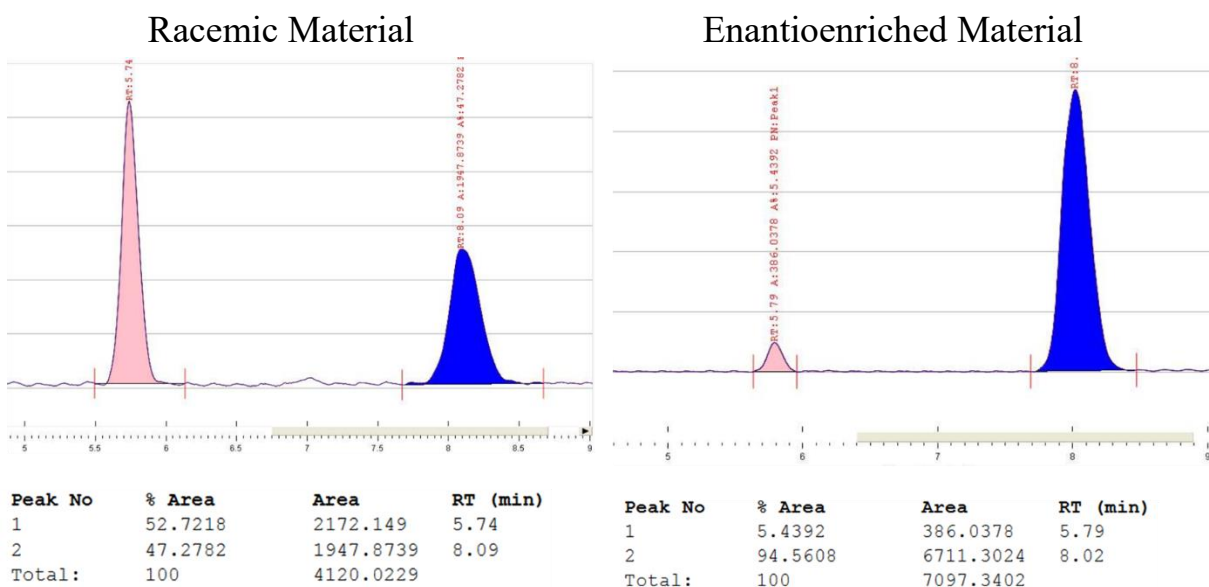 Racemic Material
Enantioenriched Material
RT:5.74
RT:8.09 A:1947.8739 A%:47.2782
RT:5.79 A:386.0378 A%:5.4392 PN:Peak1
RT:8.
5 5.5 6 6.5 7 7.5 8 8.5 9
5 6 7 8 9
Peak No % Area Area RT (min)
1 52.7218 2172.149 5.74
2 47.2782 1947.8739 8.09
Total: 100 4120.0229
Peak No % Area Area RT (min)
1 5.4392 386.0378 5.79
2 94.5608 6711.3024 8.02
Total: 100 7097.3402